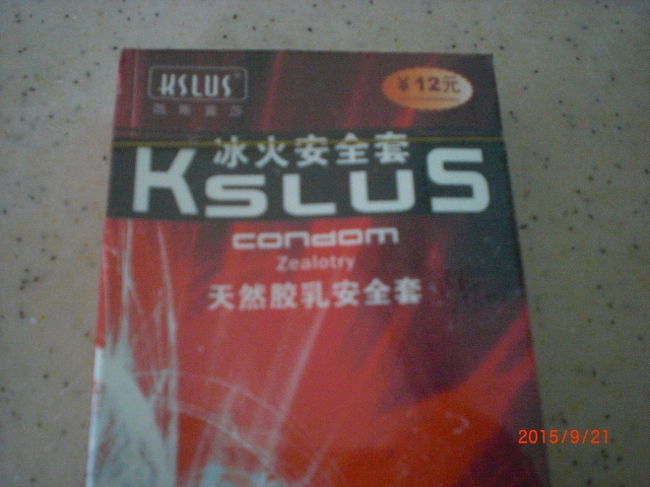 KSLUS®
¥12元
冰火安全套
KSLUS
condom
Zealotry
天然胶乳安全套
2015/9/21